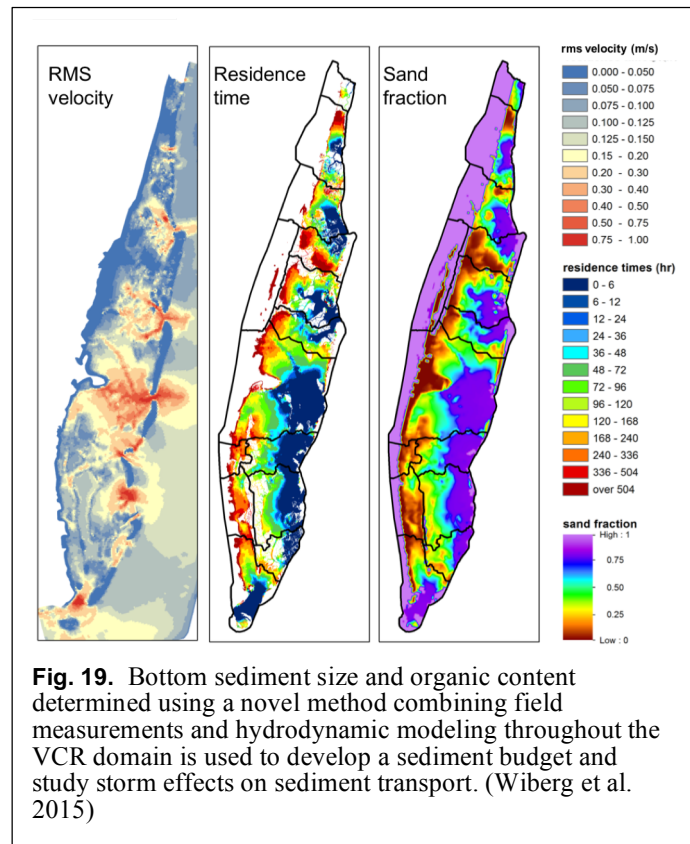 RMS
velocity
Residence
time
Sand
fraction
rms velocity (m/s)
0.000 - 0.050
0.050 - 0.075
0.075 - 0.100
0.100 - 0.125
0.125 - 0.150
0.15 - 0.20
0.20 - 0.30
0.30 - 0.40
0.40 - 0.50
0.50 - 0.75
0.75 - 1.00
residence times (hr)
0 - 6
6 - 12
12 - 24
24 - 36
36 - 48
48 - 72
72 - 96
96 - 120
120 - 168
168 - 240
240 - 336
336 - 504
over 504
sand fraction
High : 1
0.75
0.50
0.25
Low : 0
Fig. 19. Bottom sediment size and organic content
determined using a novel method combining field
measurements and hydrodynamic modeling throughout the
VCR domain is used to develop a sediment budget and
study storm effects on sediment transport. (Wiberg et al.
2015)